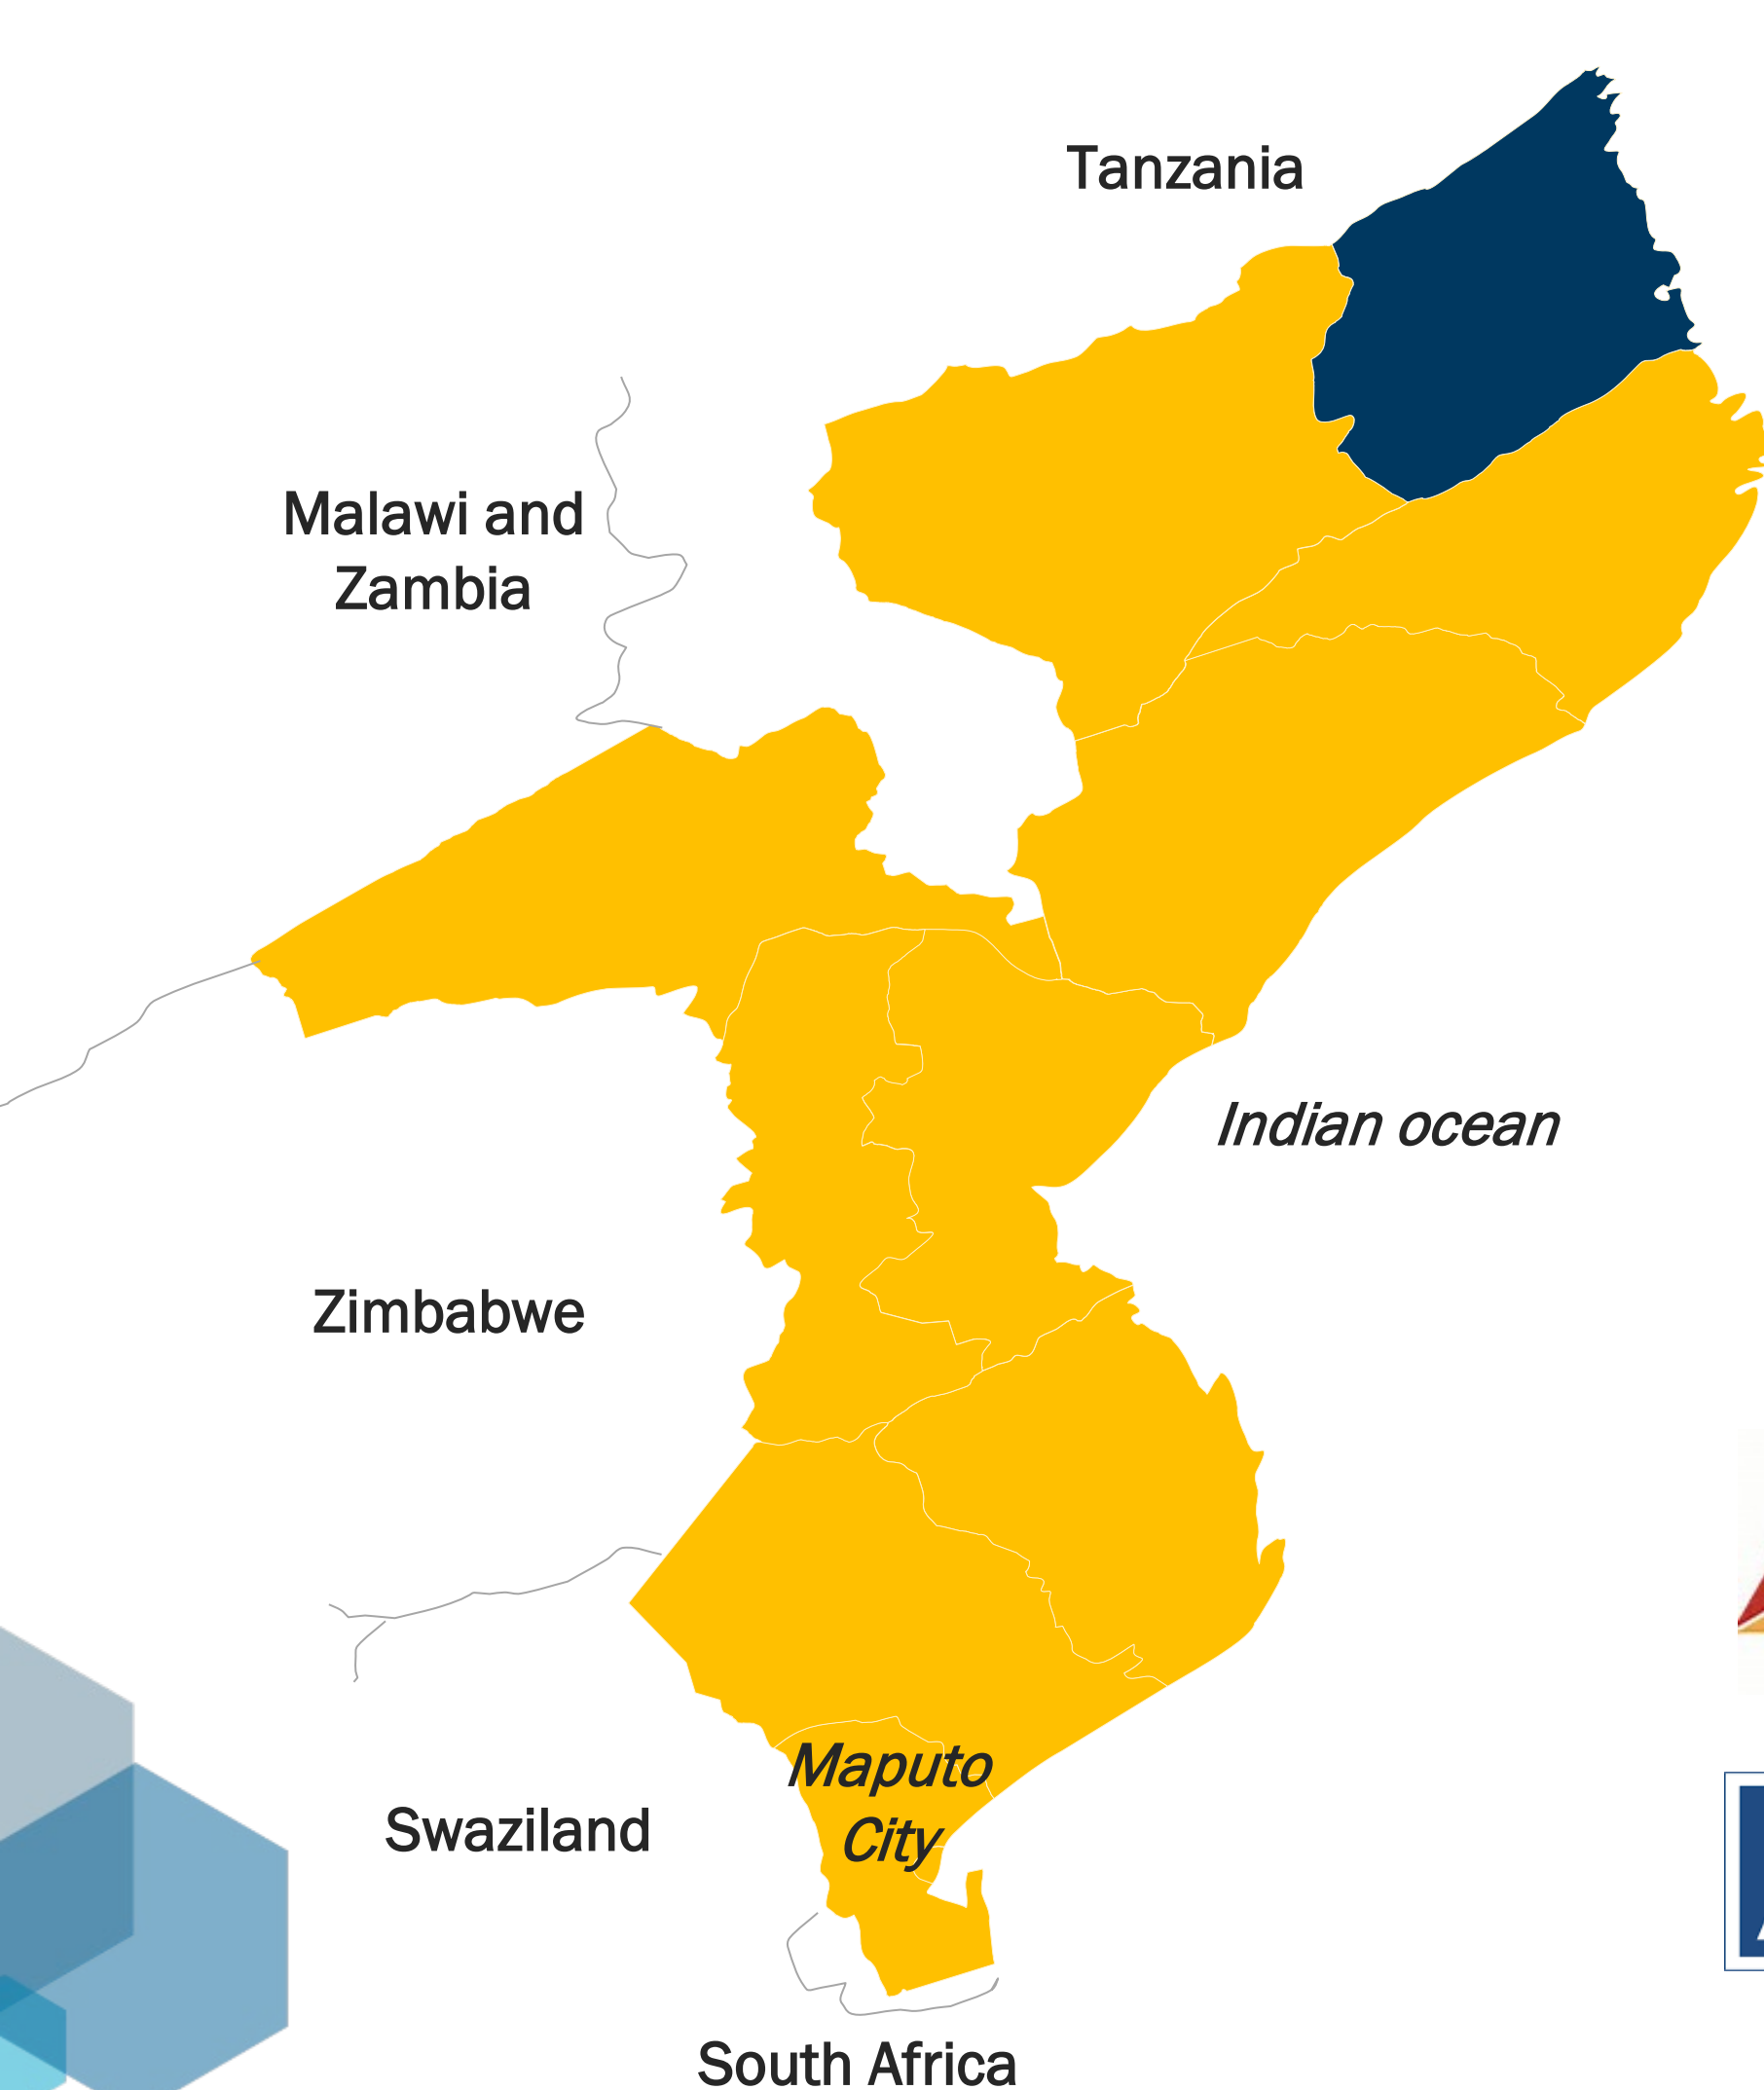 Tanzania
Malawi and
Zambia
Indian ocean
Zimbabwe
Maputo
City
Swaziland
South Africa